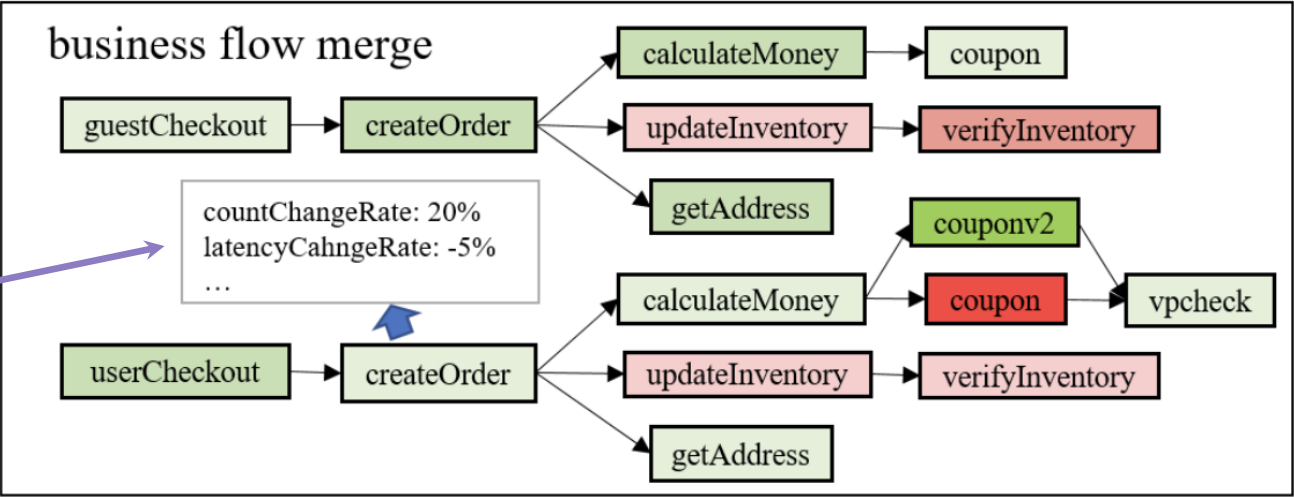 business flow merge
calculateMoney
coupon
guestCheckout
createOrder
updateInventory
verifyInventory
getAddress
countChangeRate: 20%
latencyCahngeRate: -5%
...
couponv2
calculateMoney
coupon
vpcheck
userCheckout
createOrder
updateInventory
verifyInventory
getAddress